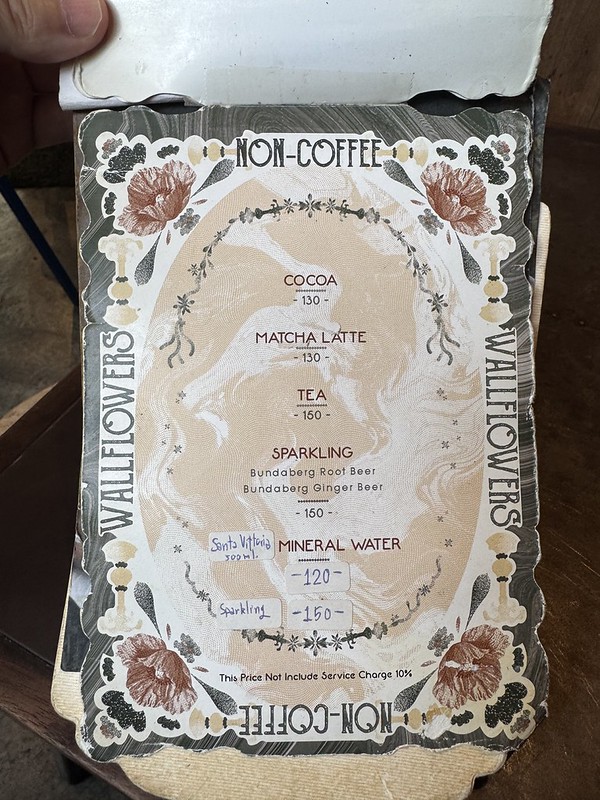 NON-COFFEE
WALLFLOWERS
COCOA
- 130 -
MATCHA LATTE
- 130 -
TEA
- 150 -
SPARKLING
Bundaberg Root Beer
Bundaberg Ginger Beer
- 150 -
Santa Vittoria
500 ml.
MINERAL WATER
-120-
Sparkling
-150-
This Price Not Include Service Charge 10%
WALLFLOWERS
NON-COFFEE